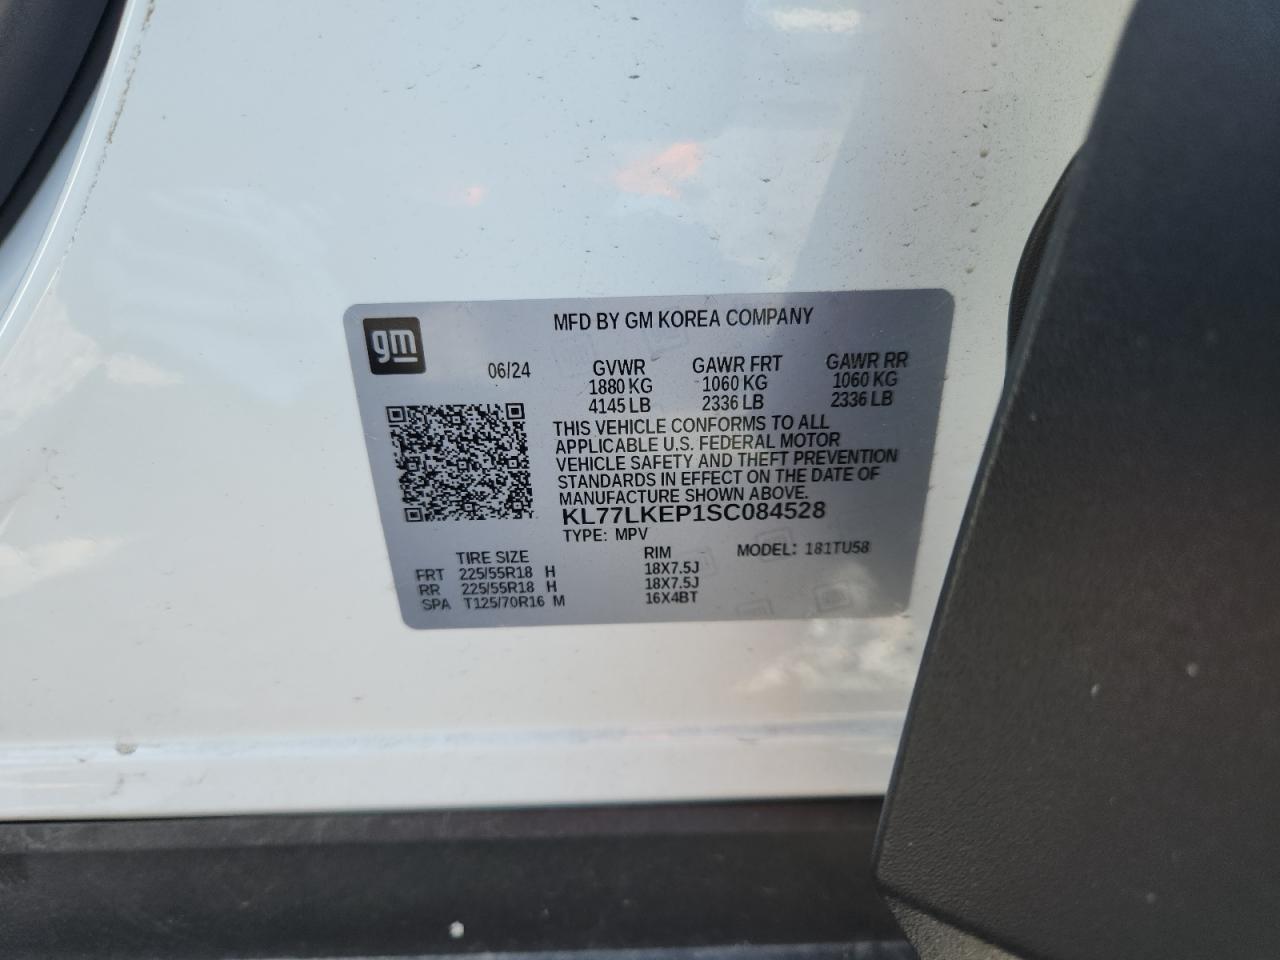 gm
MFD BY GM KOREA COMPANY
06/24
GVWR GAWR FRT GAWR RR
1880 KG 1060 KG 1060 KG
4145 LB 2336 LB 2336 LB
THIS VEHICLE CONFORMS TO ALL
APPLICABLE U.S. FEDERAL MOTOR
VEHICLE SAFETY AND THEFT PREVENTION
STANDARDS IN EFFECT ON THE DATE OF
MANUFACTURE SHOWN ABOVE.
KL77LKEP1SC084528
TYPE: MPV
MODEL: 181TU58
TIRE SIZE RIM
FRT 225/55R18 H 18X7.5J
RR 225/55R18 H 18X7.5J
SPA T125/70R16 M 16X4BT